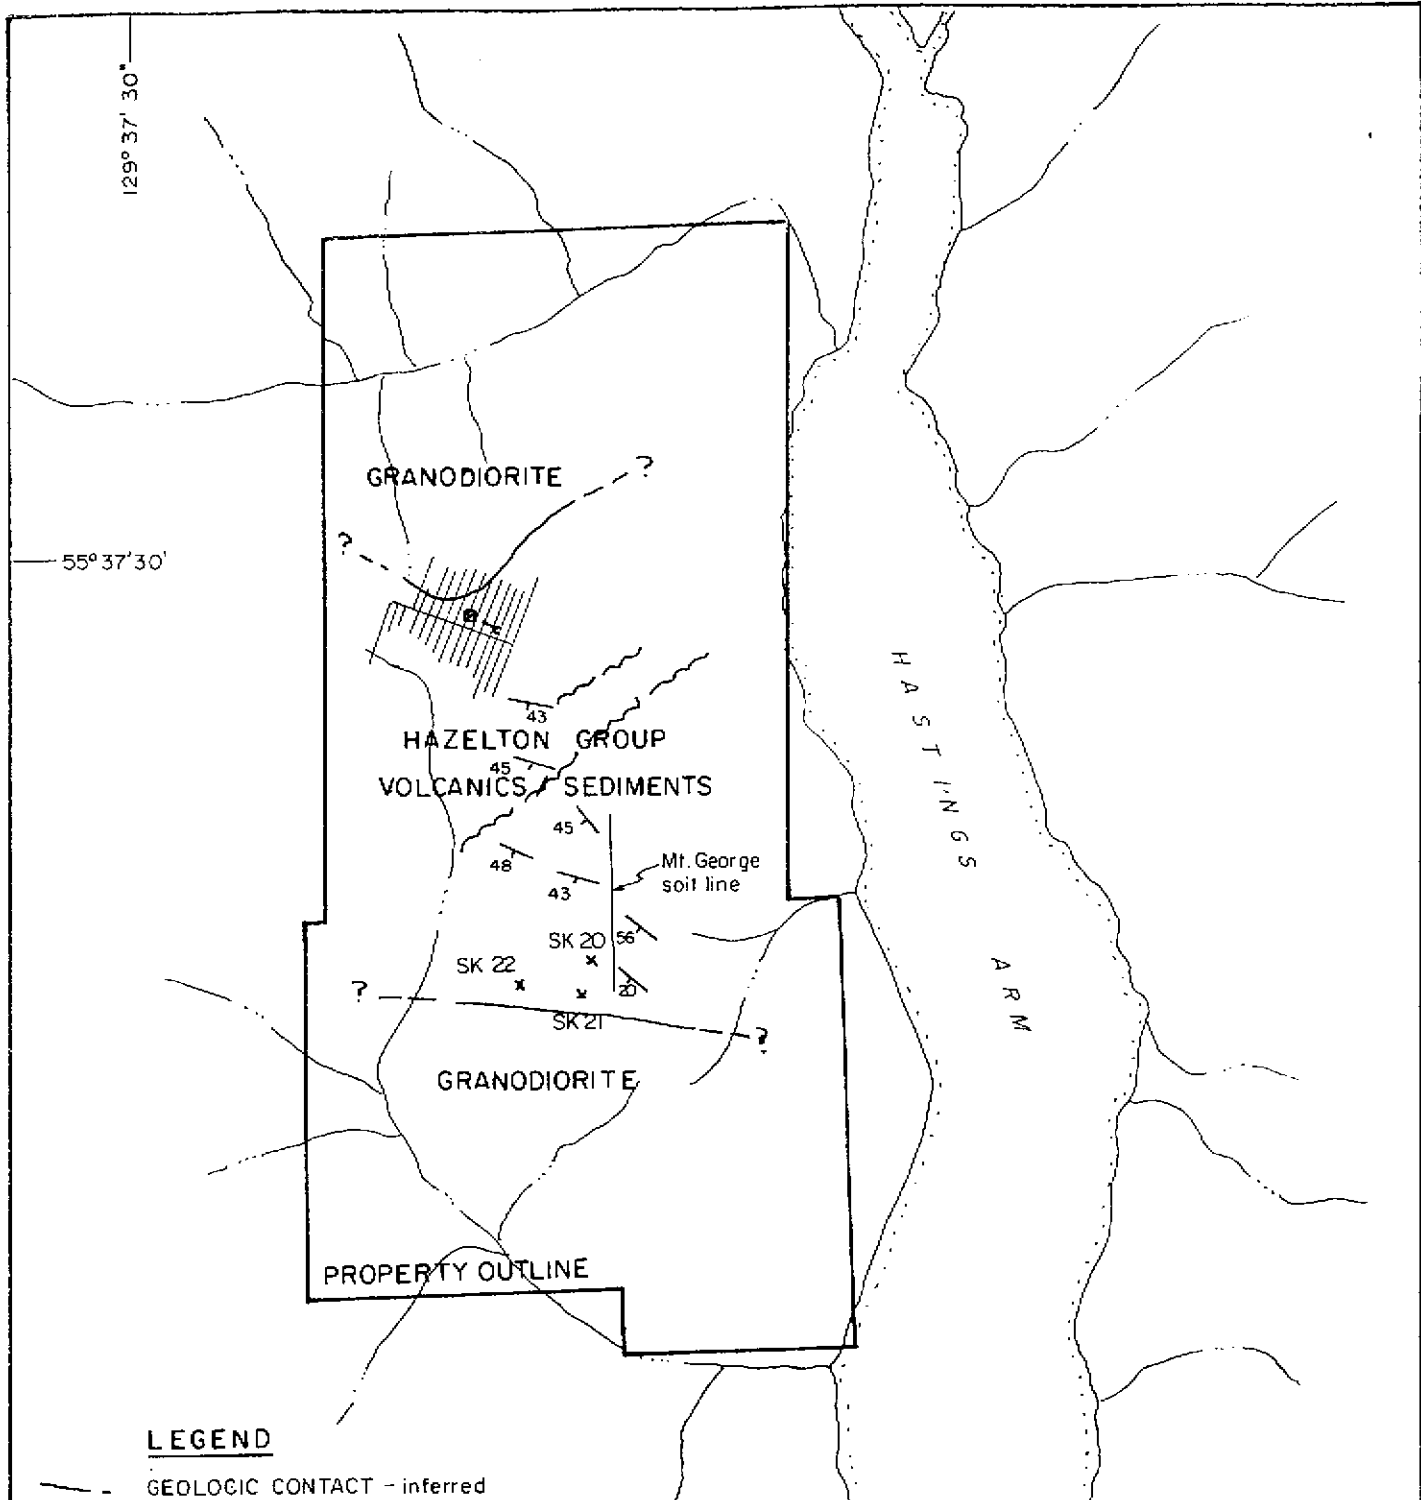 129° 37' 30"
GRANODIORITE
?
?
55°37'30'
43
HAZELTON GROUP
45
VOLCANICS / SEDIMENTS
45
48
Mt. George
soil line
43
SK 20
56
SK 22
20
?
SK 21
?
GRANODIORITE
HASTINGS ARM
PROPERTY OUTLINE
LEGEND
GEOLOGIC CONTACT - inferred